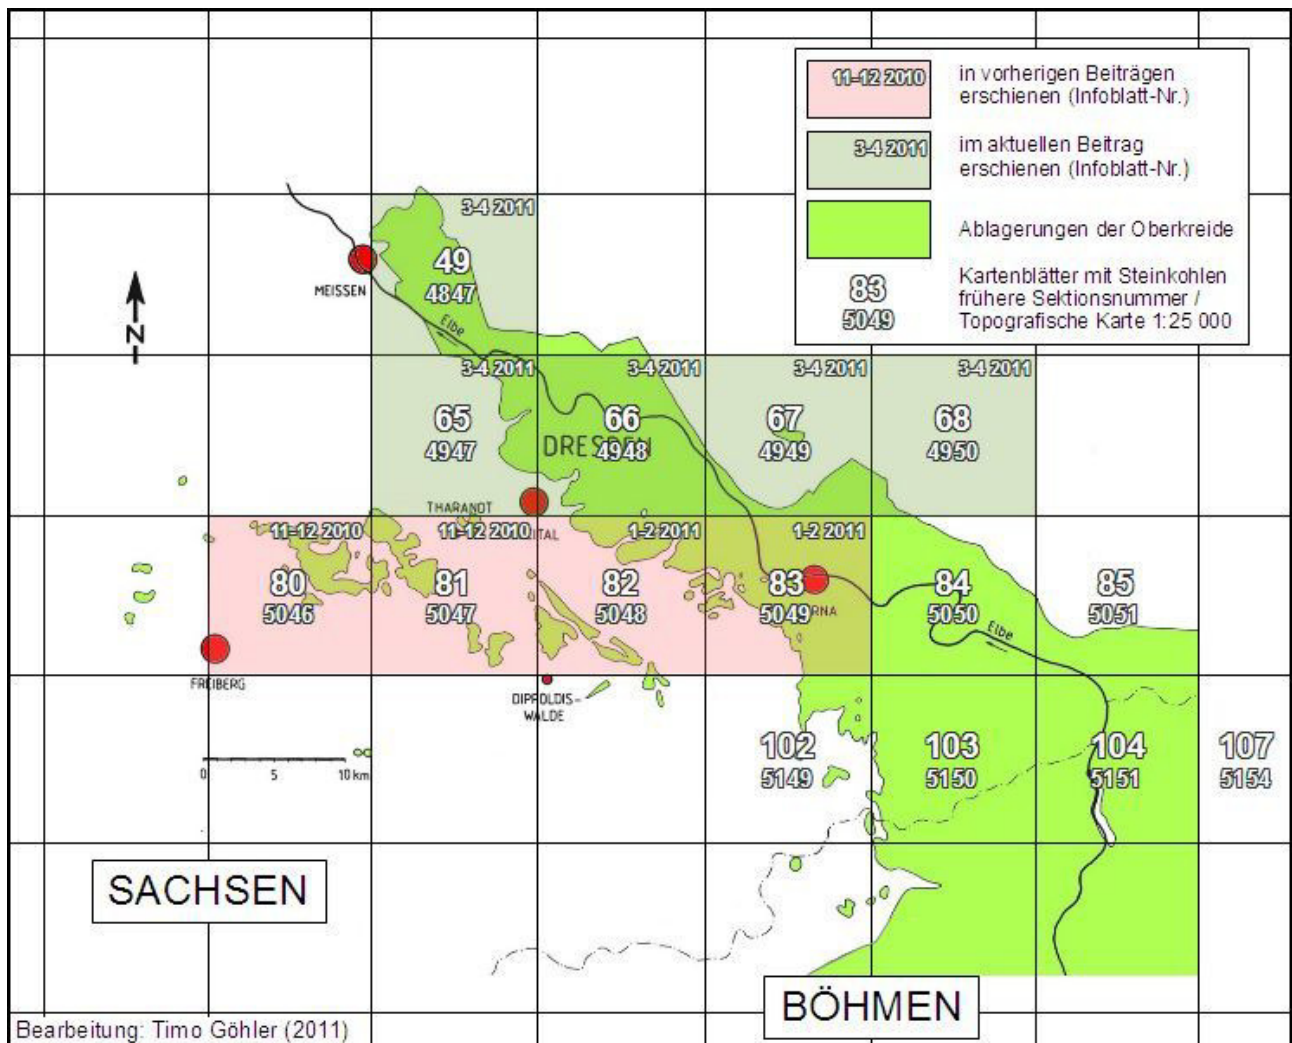 11-12 2010
in vorherigen Beiträgen
erschienen (Infoblatt-Nr.)
3-4 2011
im aktuellen Beitrag
erschienen (Infoblatt-Nr.)
Ablagerungen der Oberkreide
83
5049
Kartenblätter mit Steinkohlen
frühere Sektionsnummer /
Topografische Karte 1:25 000
3-4 2011
49
4847
MEISSEN
Elbe
N
3-4 2011
3-4 2011
3-4 2011
3-4 2011
65
4947
66
4948
67
4949
68
4950
DRESDEN
THARANDT
11-12 2010
11-12 2010
1-2 2011
1-2 2011
ITAL
80
5046
81
5047
82
5048
83
5049
RNA
84
5050
85
5051
Elbe
FREIBERG
DIPPOLDIS-
WALDE
102
5149
103
5150
104
5151
107
5154
0 5 10 km
SACHSEN
BÖHMEN
Bearbeitung: Timo Göhler (2011)